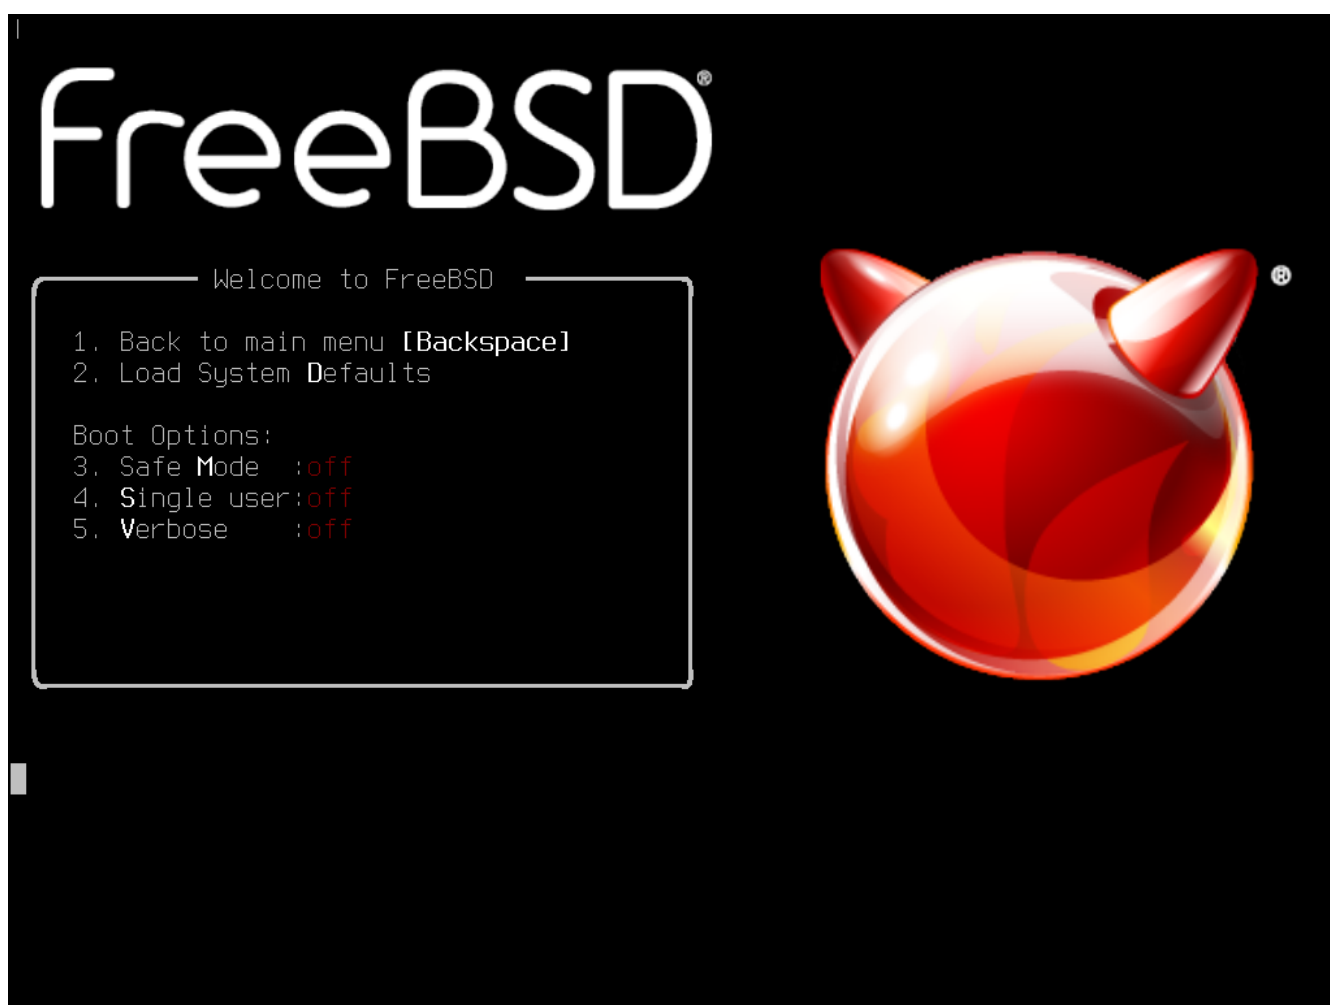 FreeBSD®
Welcome to FreeBSD
®
1. Back to main menu [Backspace]
2. Load System Defaults
Boot Options:
3. Safe Mode :off
4. Single user:off
5. Verbose :off